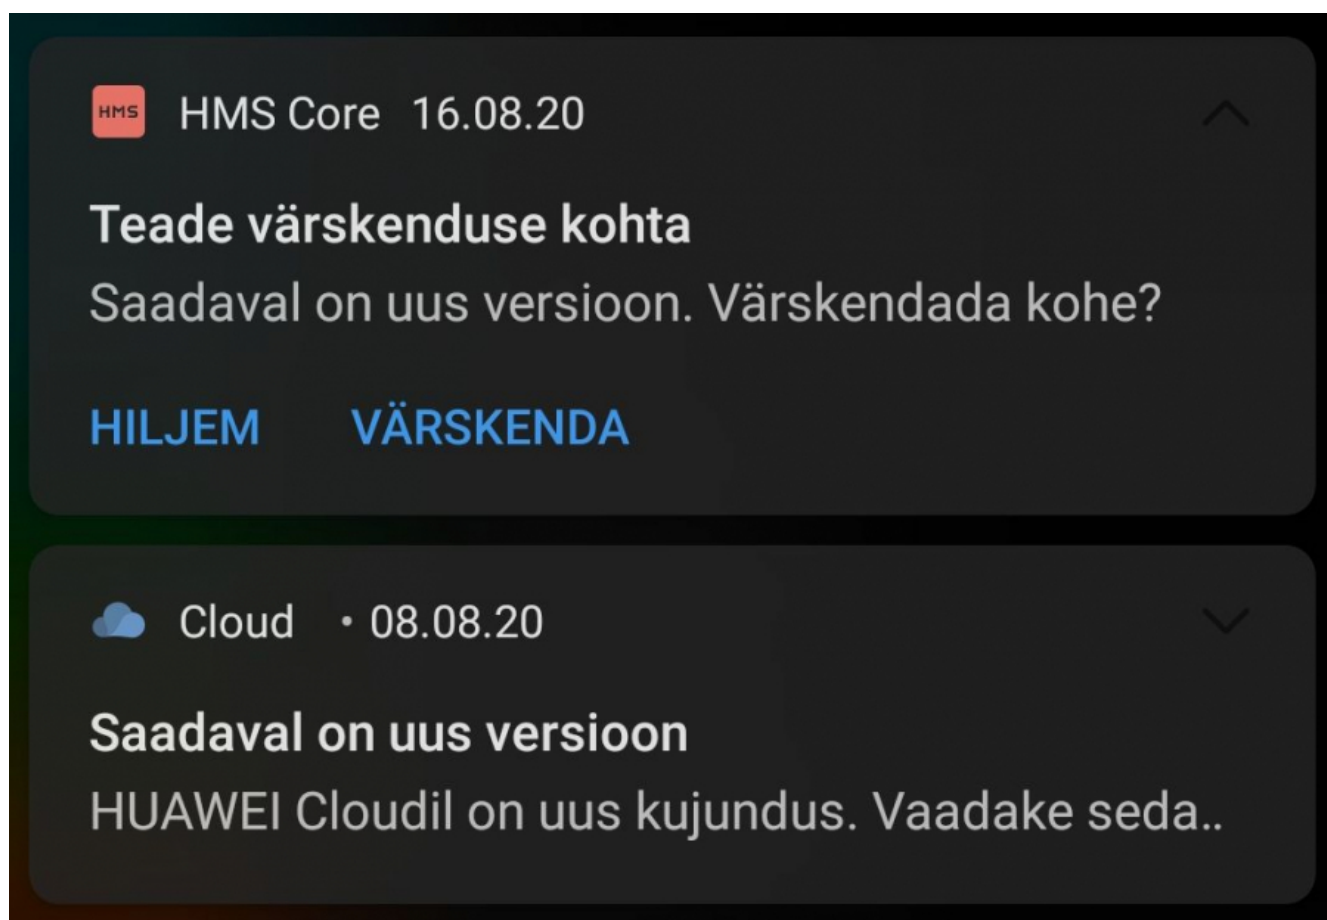 HMS HMS Core 16.08.20
Teade värskenduse kohta
Saadaval on uus versioon. Värskendada kohe?
HILJEM VÄRSKENDA
Cloud • 08.08.20
Saadaval on uus versioon
HUAWEI Cloudil on uus kujundus. Vaadake seda..